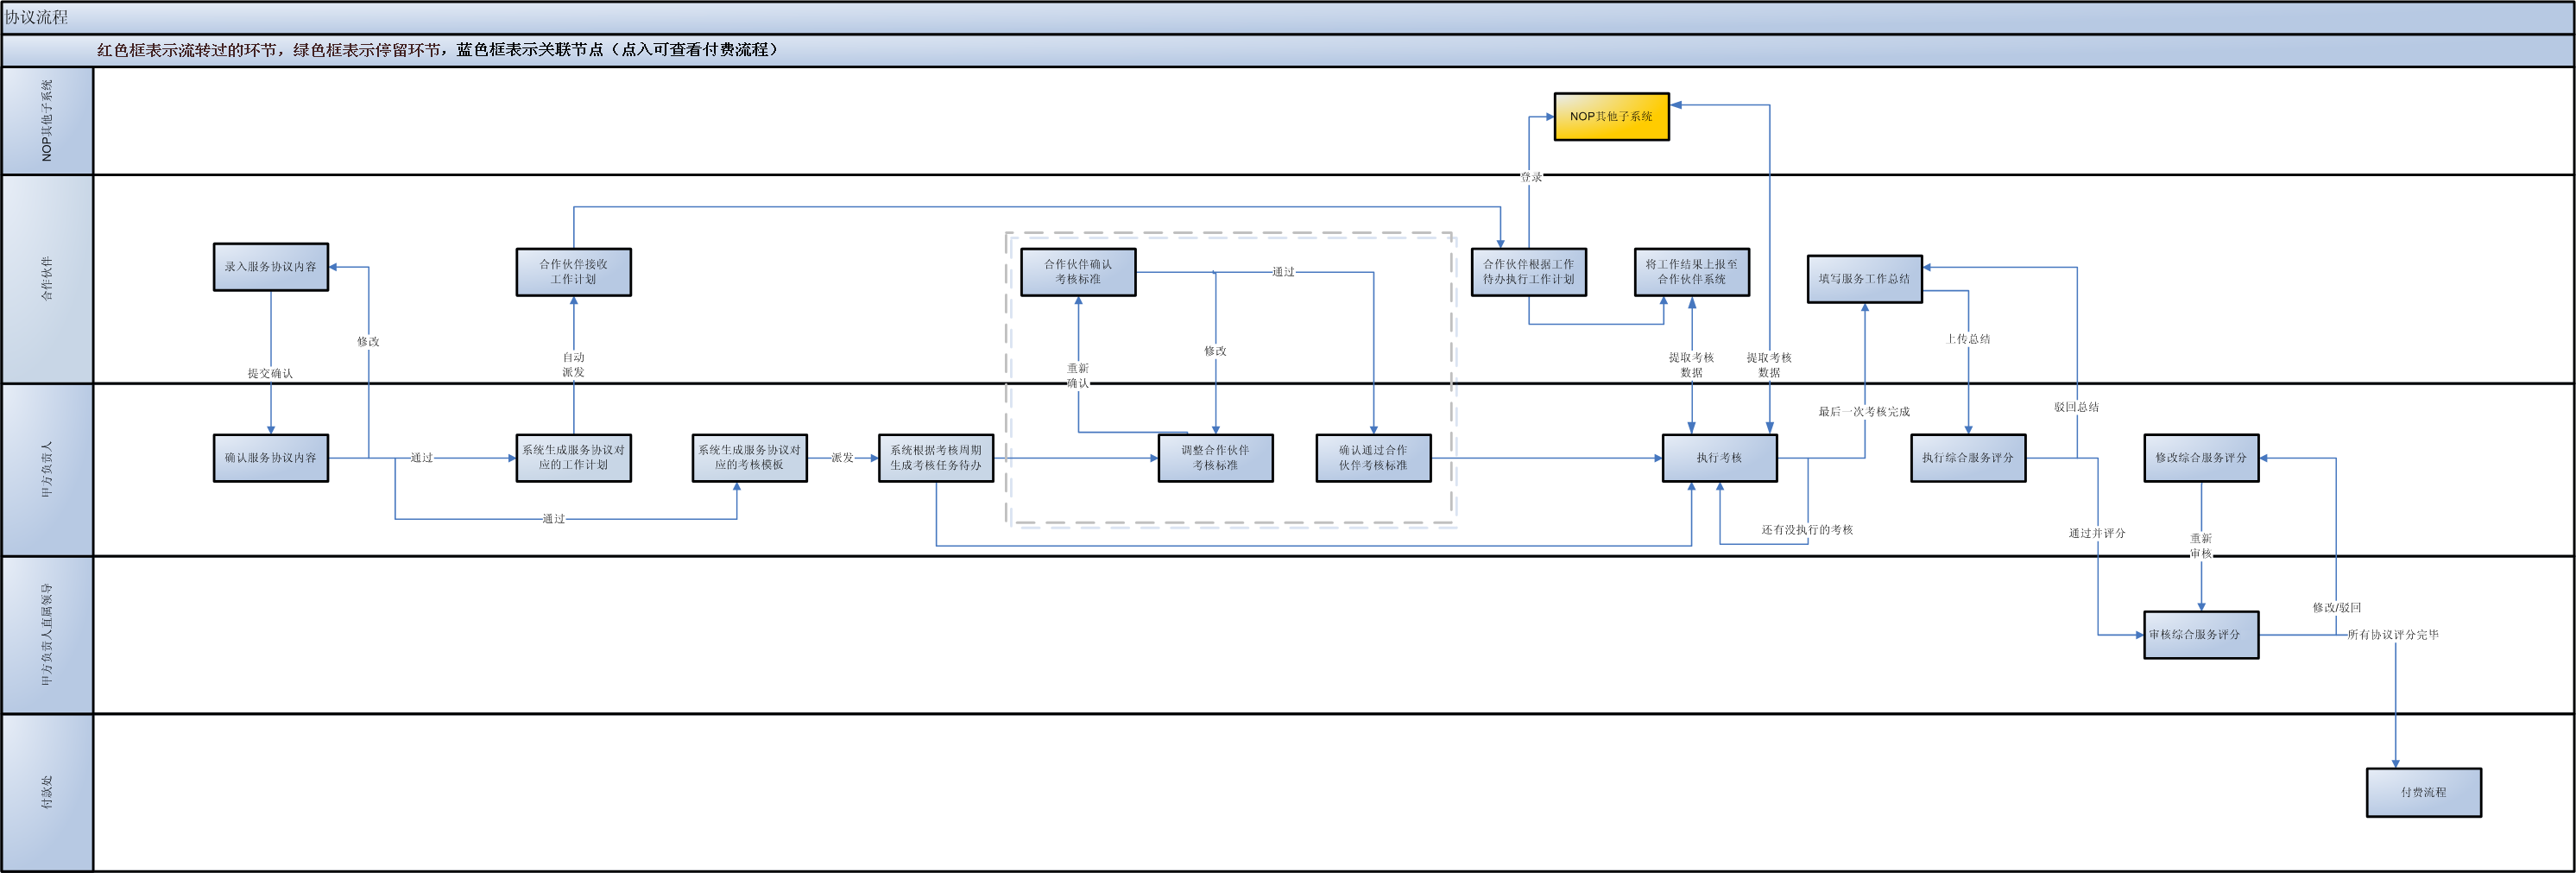 协议流程
红色框表示流转过的环节，绿色框表示停留环节，蓝色框表示关联节点（点入可查看付费流程）
NOP其他子系统
NOP其他子系统
登录
合作伙伴
录入服务协议内容
合作伙伴接收
工作计划
合作伙伴确认
考核标准
通过
合作伙伴根据工作
待办执行工作计划
将工作结果上报至
合作伙伴系统
填写服务工作总结
修改
提交确认
自动
派发
重新
确认
修改
提取考核
数据
提取考核
数据
上传总结
最后一次考核完成
驳回总结
甲方负责人
确认服务协议内容
通过
系统生成服务协议对
应的工作计划
系统生成服务协议对
应的考核模板
派发
系统根据考核周期
生成考核任务待办
调整合作伙伴
考核标准
确认通过合作
伙伴考核标准
执行考核
执行综合服务评分
修改综合服务评分
通过
还有没执行的考核
通过并评分
重新
审核
甲方负责人直属领导
修改/驳回
审核综合服务评分
所有协议评分完毕
付款处
付费流程